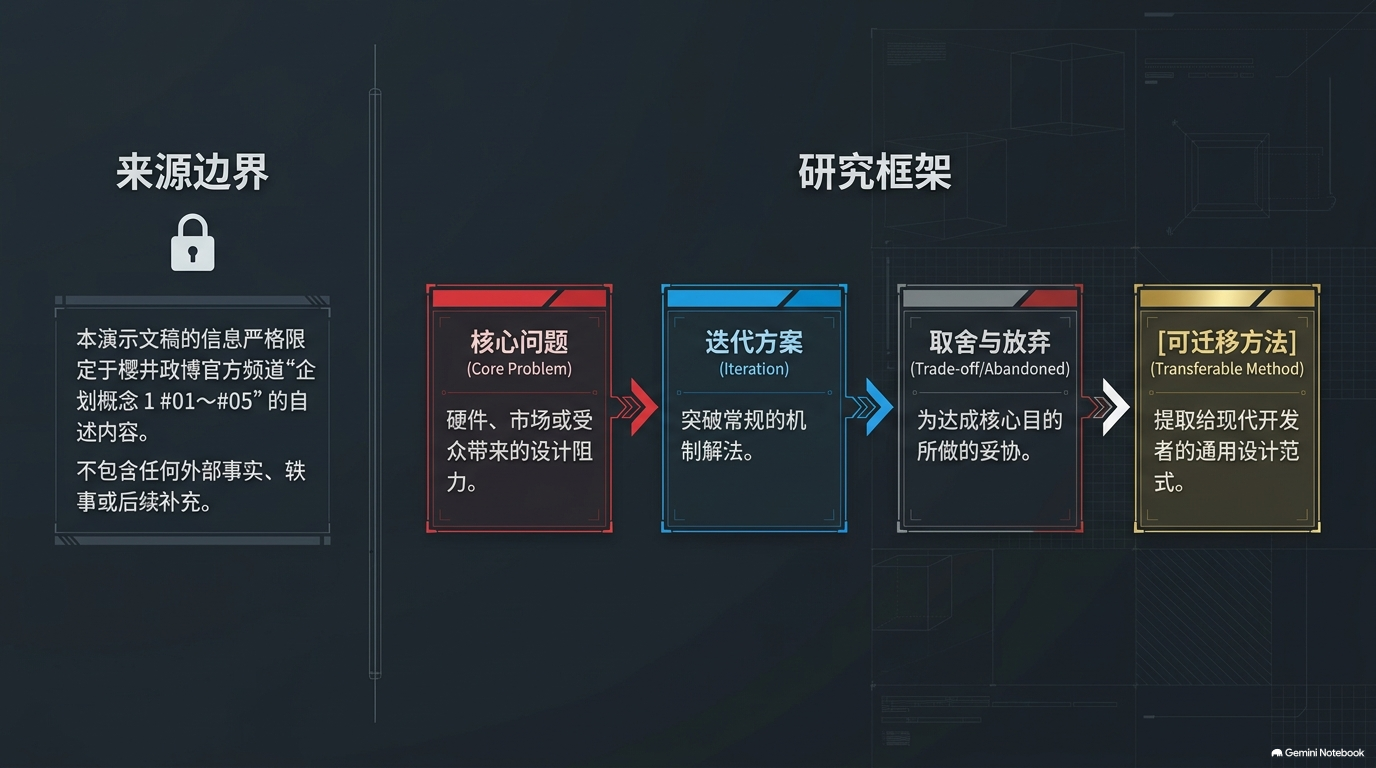 来源边界
本演示文稿的信息严格限
定于樱井政博官方频道“企
划概念 1 #01～#05” 的自
述内容。
不包含任何外部事实、轶
事或后续补充。
研究框架
核心问题
(Core Problem)
硬件、市场或受
众带来的设计阻
力。
迭代方案
(Iteration)
突破常规的机
制解法。
取舍与放弃
(Trade-off/Abandoned)
为达成核心目的
所做的妥协。
[可迁移方法]
(Transferable Method)
提取给现代开发
者的通用设计范
式。
Gemini Notebook